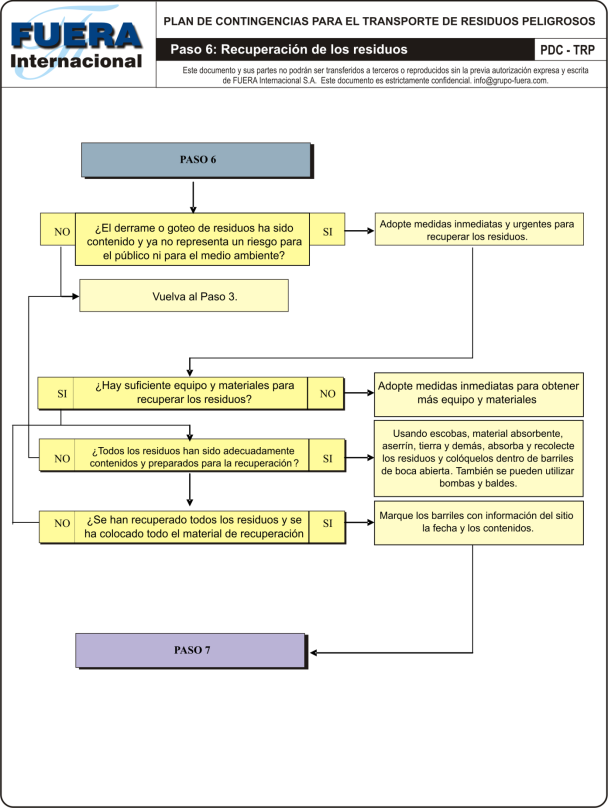 FUERA
Internacional
PLAN DE CONTINGENCIAS PARA EL TRANSPORTE DE RESIDUOS PELIGROSOS
Paso 6: Recuperación de los residuos
PDC - TRP
Este documento y sus partes no podrán ser transferidos a terceros o reproducidos sin la previa autorización expresa y escrita
de FUERA Internacional S.A. Este documento es estrictamente confidencial. info@grupo-fuera.com.
PASO 6
NO
¿El derrame o goteo de residuos ha sido
contenido y ya no representa un riesgo para
el público ni para el medio ambiente?
SI
Adopte medidas inmediatas y urgentes para
recuperar los residuos.
Vuelva al Paso 3.
SI
¿Hay suficiente equipo y materiales para
recuperar los residuos?
NO
Adopte medidas inmediatas para obtener
más equipo y materiales
NO
¿Todos los residuos han sido adecuadamente
contenidos y preparados para la recuperación?
SI
Usando escobas, material absorbente,
aserrín, tierra y demás, absorba y recolecte
los residuos y colóquelos dentro de barriles
de boca abierta. También se pueden utilizar
bombas y baldes.
NO
¿Se han recuperado todos los residuos y se
ha colocado todo el material de recuperación
SI
Marque los barriles con información del sitio
la fecha y los contenidos.
PASO 7